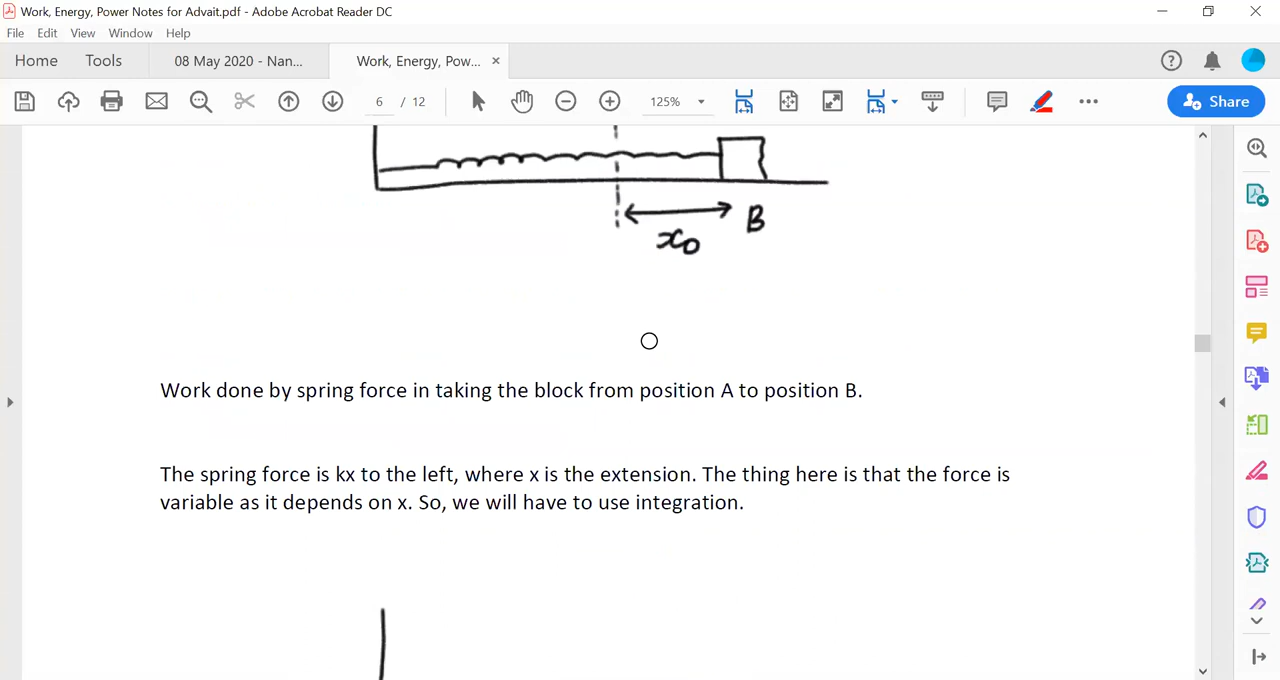 Work, Energy, Power Notes for Advait.pdf - Adobe Acrobat Reader DC
File Edit View Window Help
Home Tools 08 May 2020 - Nan... Work, Energy, Pow... ×
6 / 12 125% Share
B
x₀
Work done by spring force in taking the block from position A to position B.
The spring force is kx to the left, where x is the extension. The thing here is that the force is
variable as it depends on x. So, we will have to use integration.